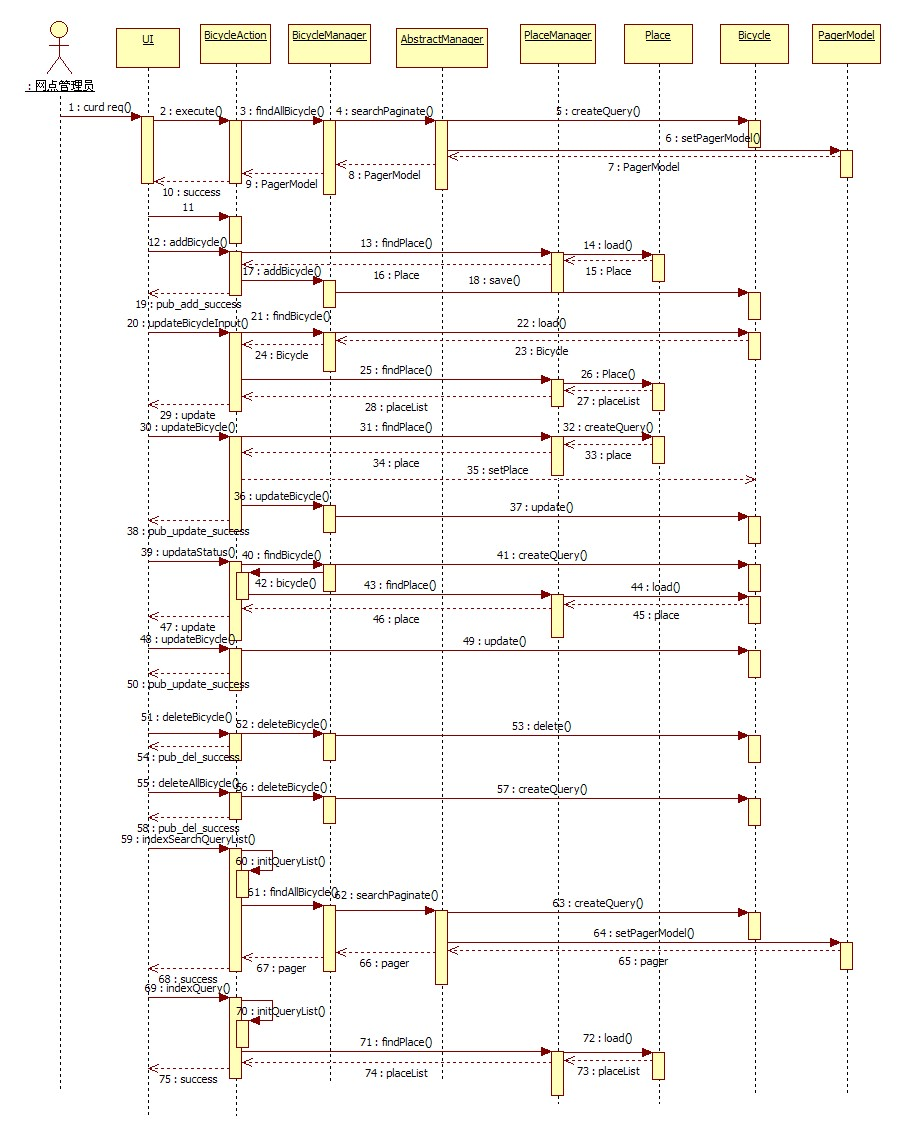 UI
BicycleAction
BicycleManager
AbstractManager
PlaceManager
Place
Bicycle
PagerModel
: 网点管理员
1 : curd req()
2 : execute()
3 : findAllBicycle()
4 : searchPaginate()
5 : createQuery()
6 : setPagerModel()
7 : PagerModel
8 : PagerModel
9 : PagerModel
10 : success
11
12 : addBicycle()
13 : findPlace()
14 : load()
15 : Place
16 : Place
17 : addBicycle()
18 : save()
19 : pub_add_success
20 : updateBicycleInput()
21 : findBicycle()
22 : load()
23 : Bicycle
24 : Bicycle
25 : findPlace()
26 : Place()
27 : placeList
28 : placeList
29 : update
30 : updateBicycle()
31 : findPlace()
32 : createQuery()
33 : place
34 : place
35 : setPlace
36 : updateBicycle()
37 : update()
38 : pub_update_success
39 : updataStatus()
40 : findBicycle()
41 : createQuery()
42 : bicycle()
43 : findPlace()
44 : load()
45 : place
46 : place
47 : update
48 : updateBicycle()
49 : update()
50 : pub_update_success
51 : deleteBicycle()
52 : deleteBicycle()
53 : delete()
54 : pub_del_success
55 : deleteAllBicycle()
56 : deleteBicycle()
57 : createQuery()
58 : pub_del_success
59 : indexSearchQueryList()
60 : initQueryList()
61 : findAllBicycle()
62 : searchPaginate()
63 : createQuery()
64 : setPagerModel()
65 : pager
66 : pager
67 : pager
68 : success
69 : indexQuery()
70 : initQueryList()
71 : findPlace()
72 : load()
73 : placeList
74 : placeList
75 : success